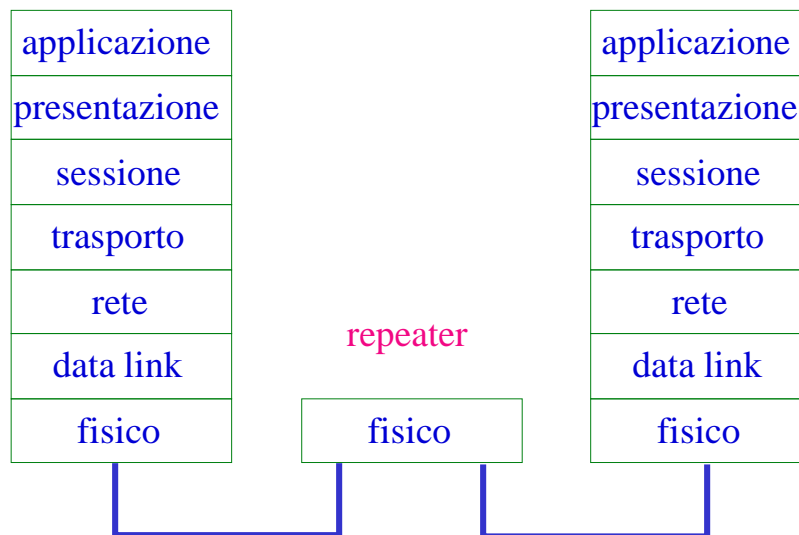 applicazione
presentazione
sessione
trasporto
rete
data link
fisico
repeater
fisico
applicazione
presentazione
sessione
trasporto
rete
data link
fisico